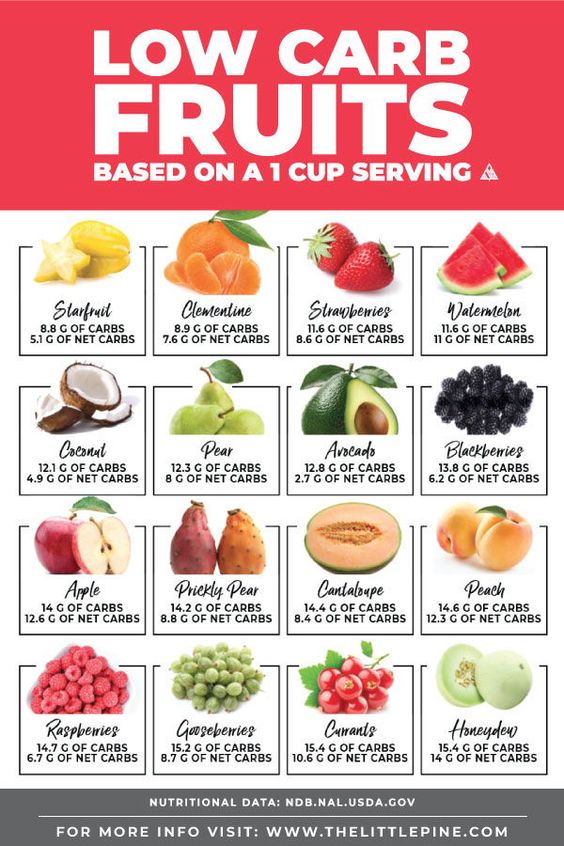 LOW CARB
FRUITS
BASED ON A 1 CUP SERVING
Starfruit
8.8 G OF CARBS
5.1 G OF NET CARBS
Clementine
8.9 G OF CARBS
7.6 G OF NET CARBS
Strawberries
11.6 G OF CARBS
8.6 G OF NET CARBS
Watermelon
11.6 G OF CARBS
11 G OF NET CARBS
Coconut
12.1 G OF CARBS
4.9 G OF NET CARBS
Pear
12.3 G OF CARBS
8 G OF NET CARBS
Avocado
12.8 G OF CARBS
2.7 G OF NET CARBS
Blackberries
13.8 G OF CARBS
6.2 G OF NET CARBS
Apple
14 G OF CARBS
12.6 G OF NET CARBS
Prickly Pear
14.2 G OF CARBS
8.8 G OF NET CARBS
Cantaloupe
14.4 G OF CARBS
8.4 G OF NET CARBS
Peach
14.6 G OF CARBS
12.3 G OF NET CARBS
Raspberries
14.7 G OF CARBS
6.7 G OF NET CARBS
Gooseberries
15.2 G OF CARBS
8.7 G OF NET CARBS
Currants
15.4 G OF CARBS
10.6 G OF NET CARBS
Honeydew
15.4 G OF CARBS
14 G OF NET CARBS
NUTRITIONAL DATA: NDB.NAL.USDA.GOV
FOR MORE INFO VISIT: WWW.THELITTLEPINE.COM